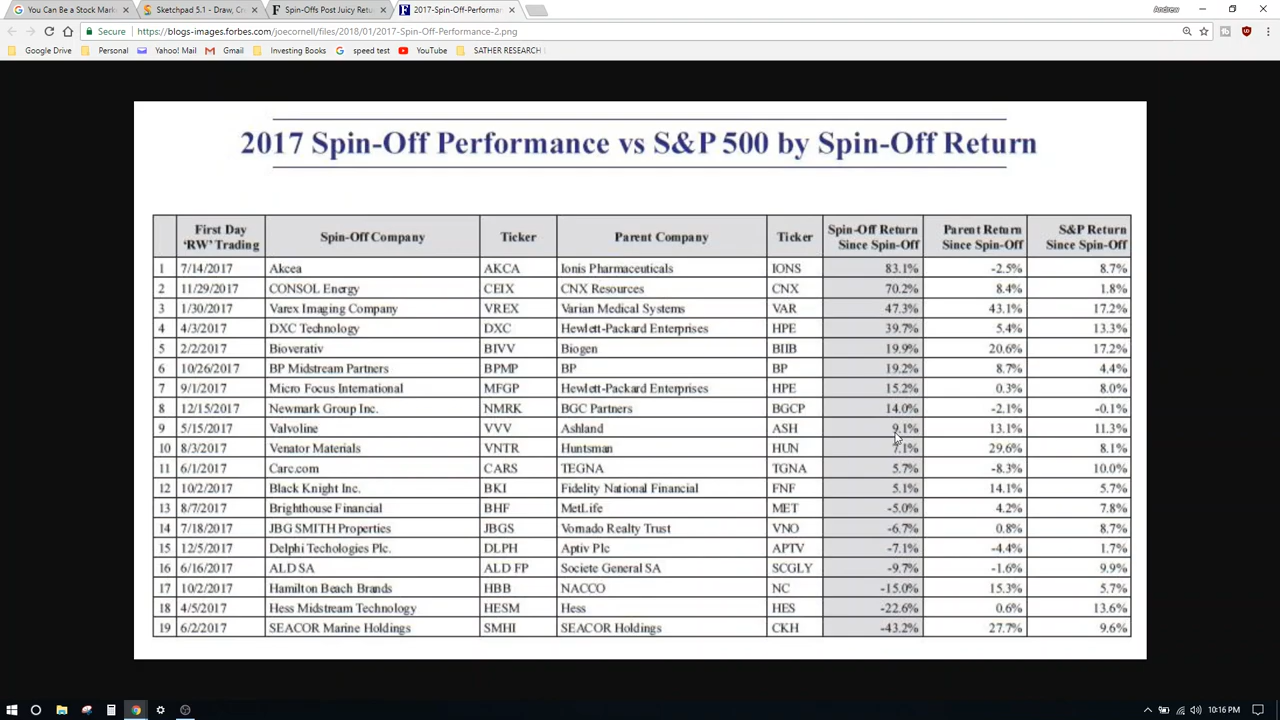 You Can Be a Stock Mark
Sketchpad 5.1 - Draw, Cr
Spin-Offs Post Juicy Retur
2017-Spin-Off-Performan
Andrew
Secure https://blogs-images.forbes.com/joecornell/files/2018/01/2017-Spin-Off-Performance-2.png
Google Drive Personal Yahoo! Mail Gmail Investing Books speed test YouTube SATHER RESEARCH
2017 Spin-Off Performance vs S&P 500 by Spin-Off Return
First Day 'RW' Trading Spin-Off Company Ticker Parent Company Ticker Spin-Off Return Since Spin-Off Parent Return Since Spin-Off S&P Return Since Spin-Off
1 7/14/2017 Akcea AKCA Ionis Pharmaceuticals IONS 83.1% -2.5% 8.7%
2 11/29/2017 CONSOL Energy CEIX CNX Resources CNX 70.2% 8.4% 1.8%
3 1/30/2017 Varex Imaging Company VREX Varian Medical Systems VAR 47.3% 43.1% 17.2%
4 4/3/2017 DXC Technology DXC Hewlett-Packard Enterprises HPE 39.7% 5.4% 13.3%
5 2/2/2017 Bioverativ BIVV Biogen BIIB 19.9% 20.6% 17.2%
6 10/26/2017 BP Midstream Partners BPMP BP BP 19.2% 8.7% 4.4%
7 9/1/2017 Micro Focus International MFGP Hewlett-Packard Enterprises HPE 15.2% 0.3% 8.0%
8 12/15/2017 Newmark Group Inc. NMRK BGC Partners BGCP 14.0% -2.1% -0.1%
9 5/15/2017 Valvoline VVV Ashland ASH 9.1% 13.1% 11.3%
10 8/3/2017 Venator Materials VNTR Huntsman HUN 7.1% 29.6% 8.1%
11 6/1/2017 Carc.com CARS TEGNA TGNA 5.7% -8.3% 10.0%
12 10/2/2017 Black Knight Inc. BKI Fidelity National Financial FNF 5.1% 14.1% 5.7%
13 8/7/2017 Brighthouse Financial BHF MetLife MET -5.0% 4.2% 7.8%
14 7/18/2017 JBG SMITH Properties JBGS Vornado Realty Trust VNO -6.7% 0.8% 8.7%
15 12/5/2017 Delphi Techologies Plc. DLPH Aptiv Plc APTV -7.1% -4.4% 1.7%
16 6/16/2017 ALD SA ALD FP Societe General SA SCGLY -9.7% -1.6% 9.9%
17 10/2/2017 Hamilton Beach Brands HBB NACCO NC -15.0% 15.3% 5.7%
18 4/5/2017 Hess Midstream Technology HESM Hess HES -22.6% 0.6% 13.6%
19 6/2/2017 SEACOR Marine Holdings SMHI SEACOR Holdings CKH -43.2% 27.7% 9.6%
10:16 PM